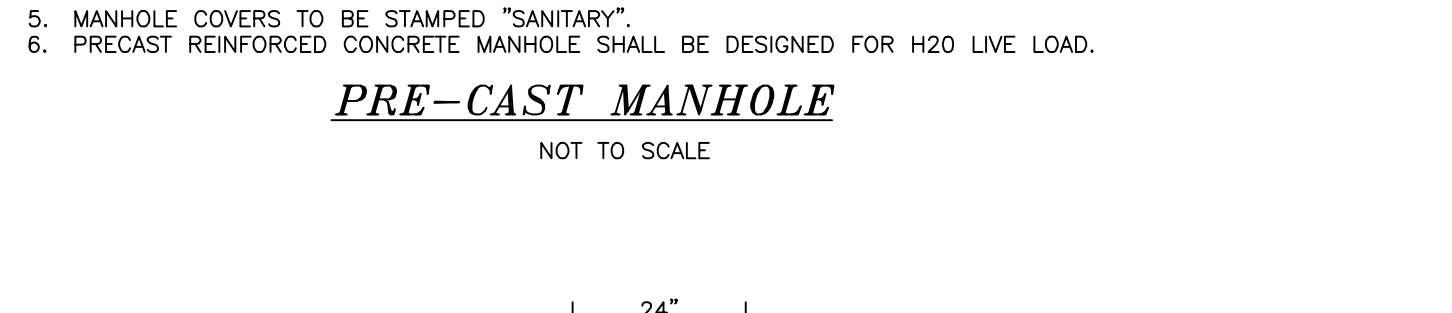 5. MANHOLE COVERS TO BE STAMPED "SANITARY".
6. PRECAST REINFORCED CONCRETE MANHOLE SHALL BE DESIGNED FOR H20 LIVE LOAD.
PRE-CAST MANHOLE
NOT TO SCALE
24"